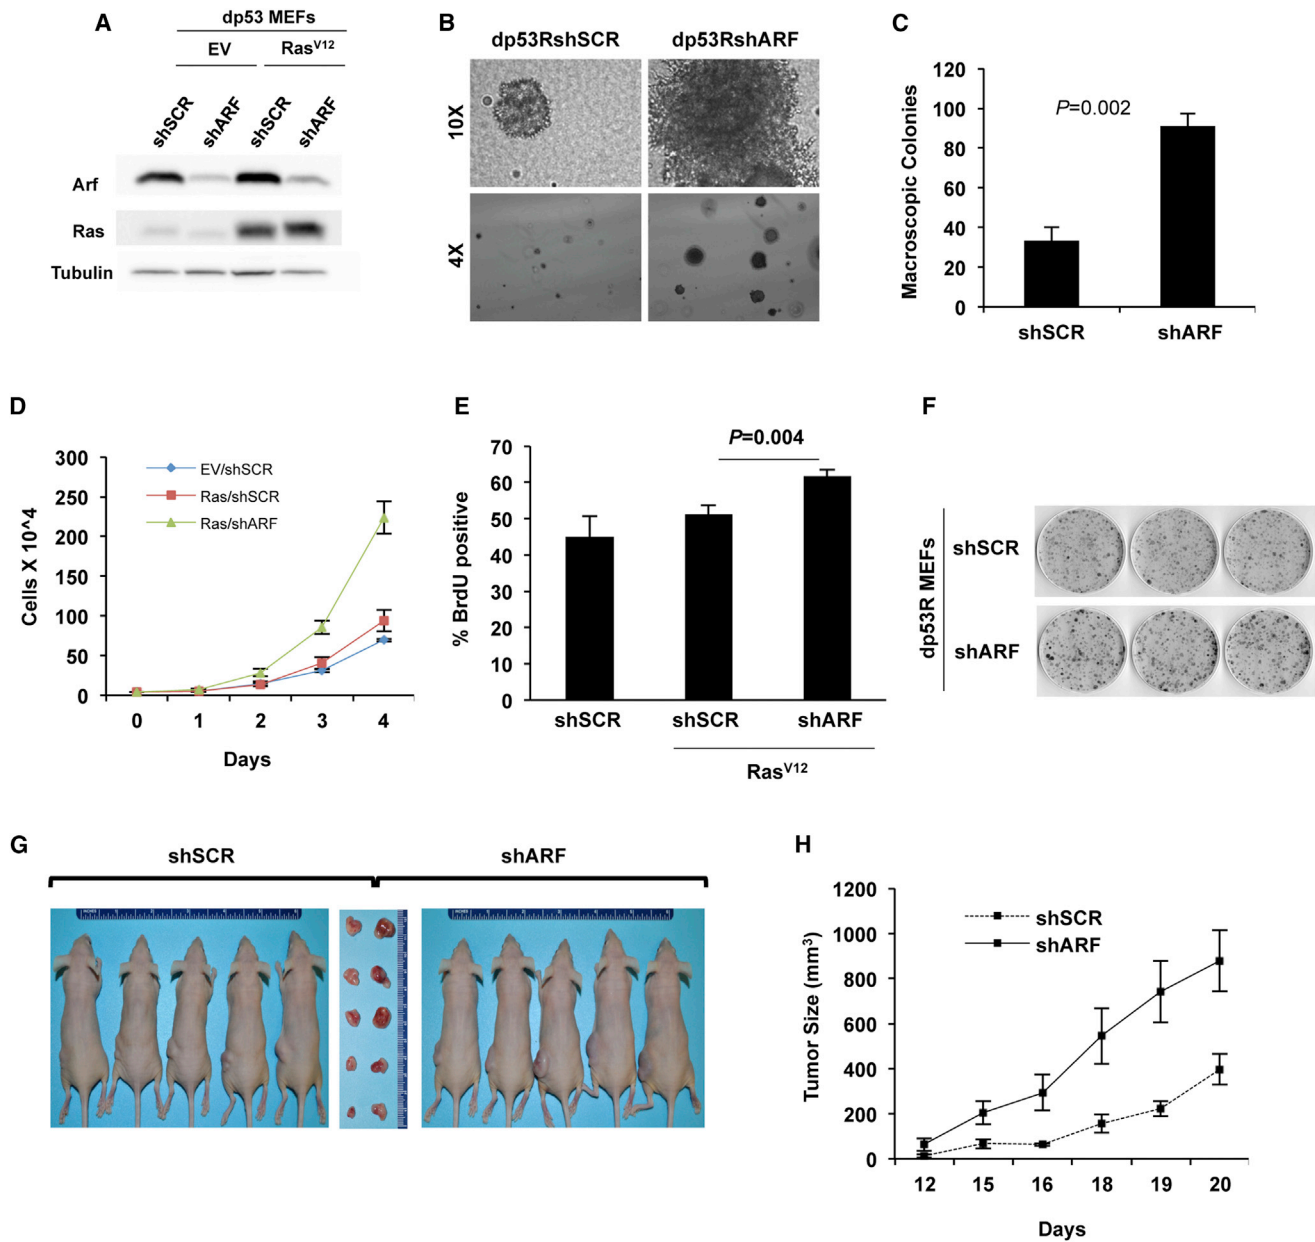 A
dp53 MEFs
EV
RasV12
shSCR
shARF
shSCR
shARF
Arf
Ras
Tubulin
B
dp53RshSCR
dp53RshARF
10X
4X
C
Macroscopic Colonies
120
100
80
60
40
20
0
P=0.002
shSCR
shARF
D
Cells X 10^4
300
250
200
150
100
50
0
EV/shSCR
Ras/shSCR
Ras/shARF
0 1 2 3 4
Days
E
% BrdU positive
70
60
50
40
30
20
10
0
P=0.004
shSCR
shSCR
shARF
RasV12
F
dp53R MEFs
shSCR
shARF
G
shSCR
shARF
H
Tumor Size (mm3)
1200
1000
800
600
400
200
0
shSCR
shARF
12 15 16 18 19 20
Days